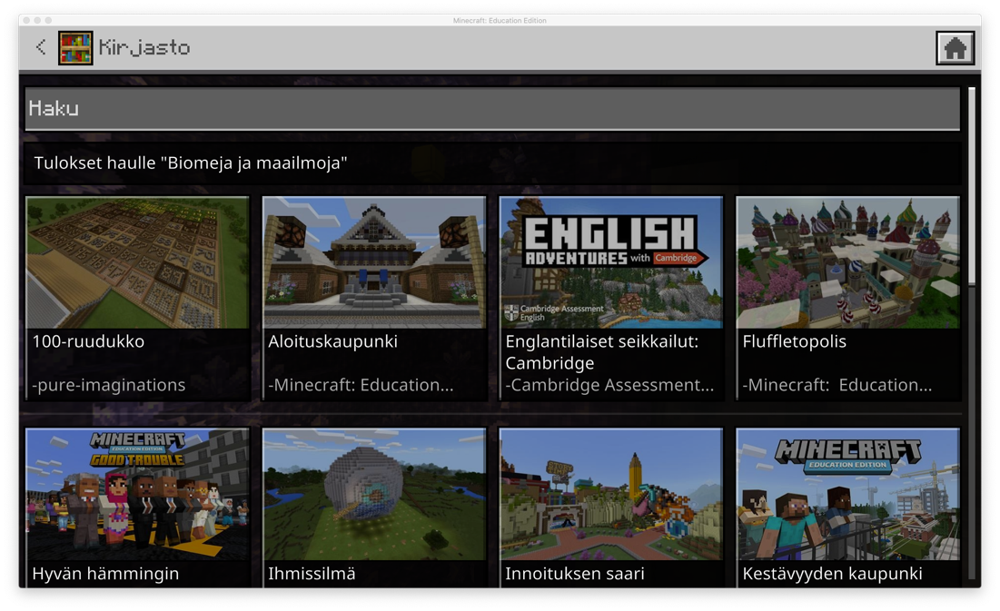 Minecraft: Education Edition
Kirjasto
Haku
Tulokset haulle "Biomeja ja maailmoja"
ENGLISH
ADVENTURES with Cambridge
Cambridge Assessment
English
100-ruudukko
-pure-imaginations
Aloituskaupunki
-Minecraft: Education...
Englantilaiset seikkailut:
Cambridge
-Cambridge Assessment...
Fluffletopolis
-Minecraft: Education...
MINECRAFT
EDUCATION EDITION
GOOD TROUBLE
MINECRAFT
EDUCATION EDITION
Hyvän hämmingin
Ihmissilmä
Innoituksen saari
Kestävyyden kaupunki